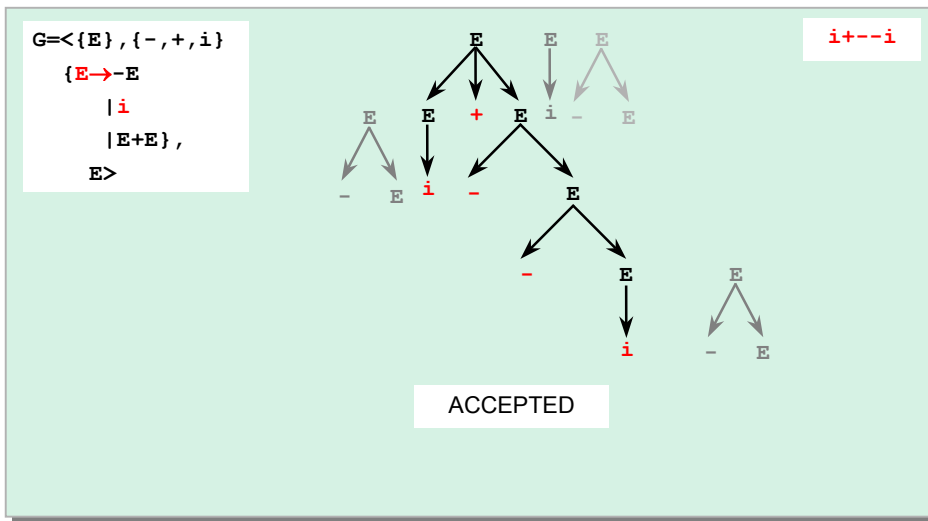 G=<{E},{-,+,i}
{E→-E
|i
|E+E},
E>
i+--i
E E E
E E + E i - E
- E i - E
- E E
i - E
ACCEPTED